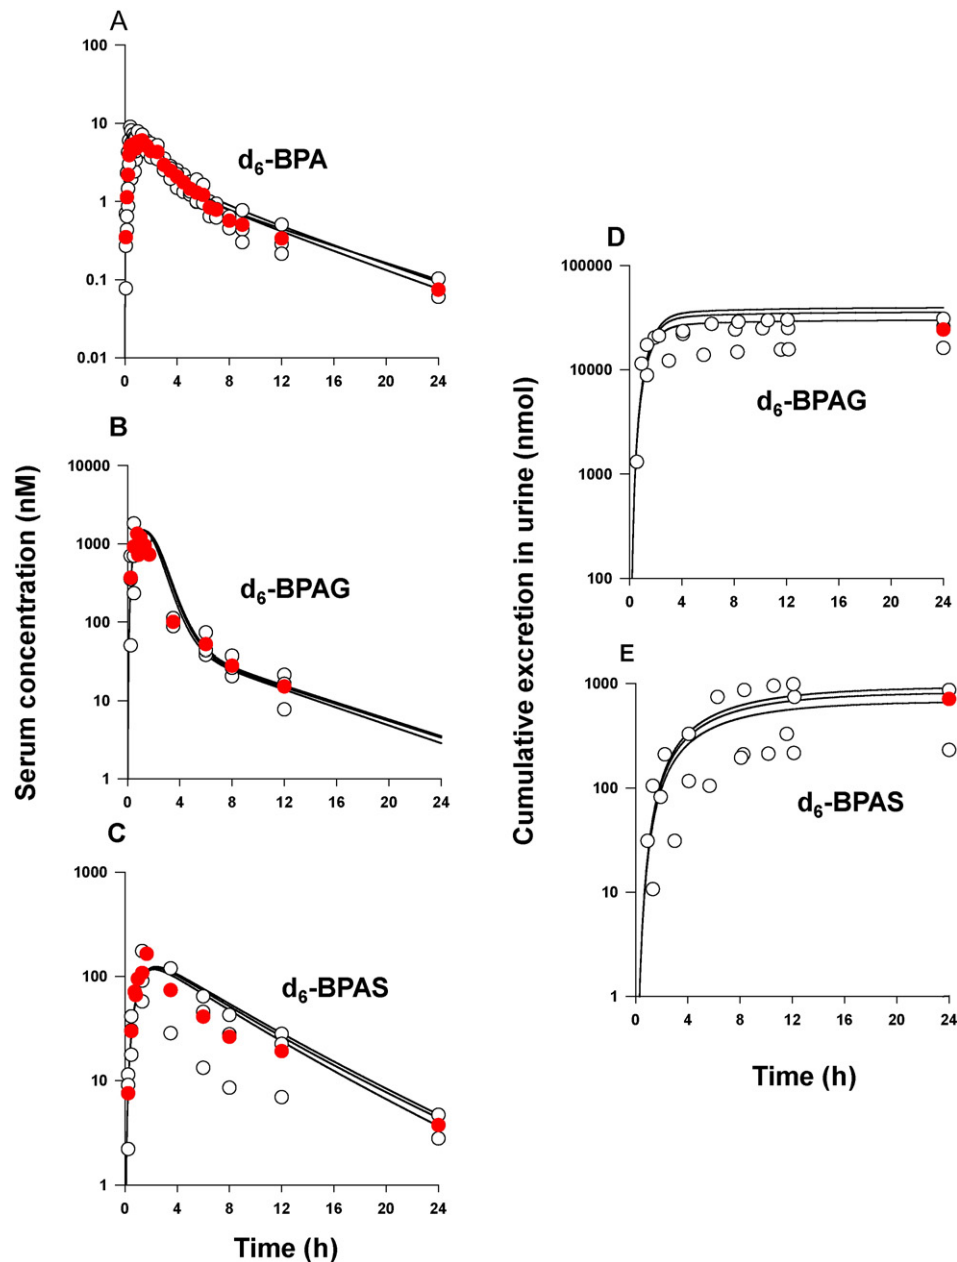 A
100
10
1
0.1
0.01
d6-BPA
0 4 8 12 16 20 24
B
10000
1000
100
10
1
d6-BPAG
0 4 8 12 16 20 24
C
1000
100
10
1
d6-BPAS
0 4 8 12 16 20 24
Serum concentration (nM)
Time (h)
D
100000
10000
1000
100
d6-BPAG
0 4 8 12 16 20 24
E
1000
100
10
1
d6-BPAS
0 4 8 12 16 20 24
Cumulative excretion in urine (nmol)
Time (h)